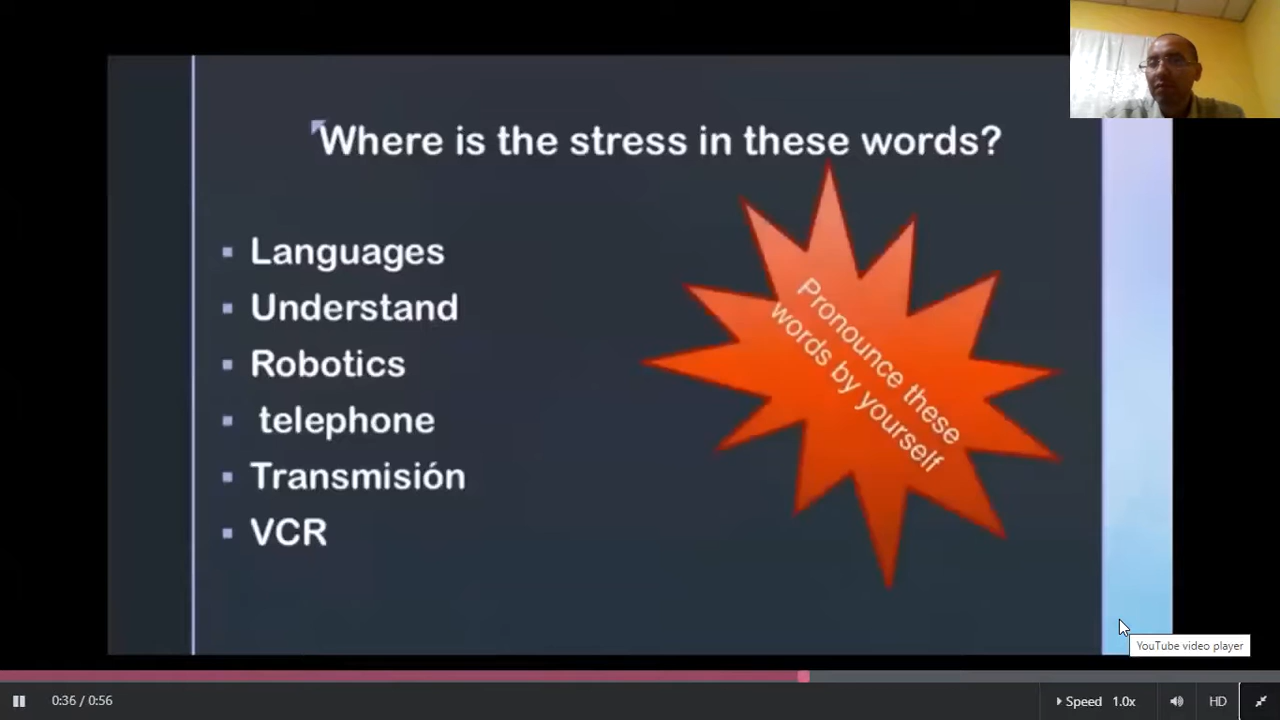 Where is the stress in these words?
▪ Languages
▪ Understand
▪ Robotics
▪ telephone
▪ Transmisión
▪ VCR
Pronounce these
words by yourself
YouTube video player
0:36 / 0:56
Speed 1.0x
HD